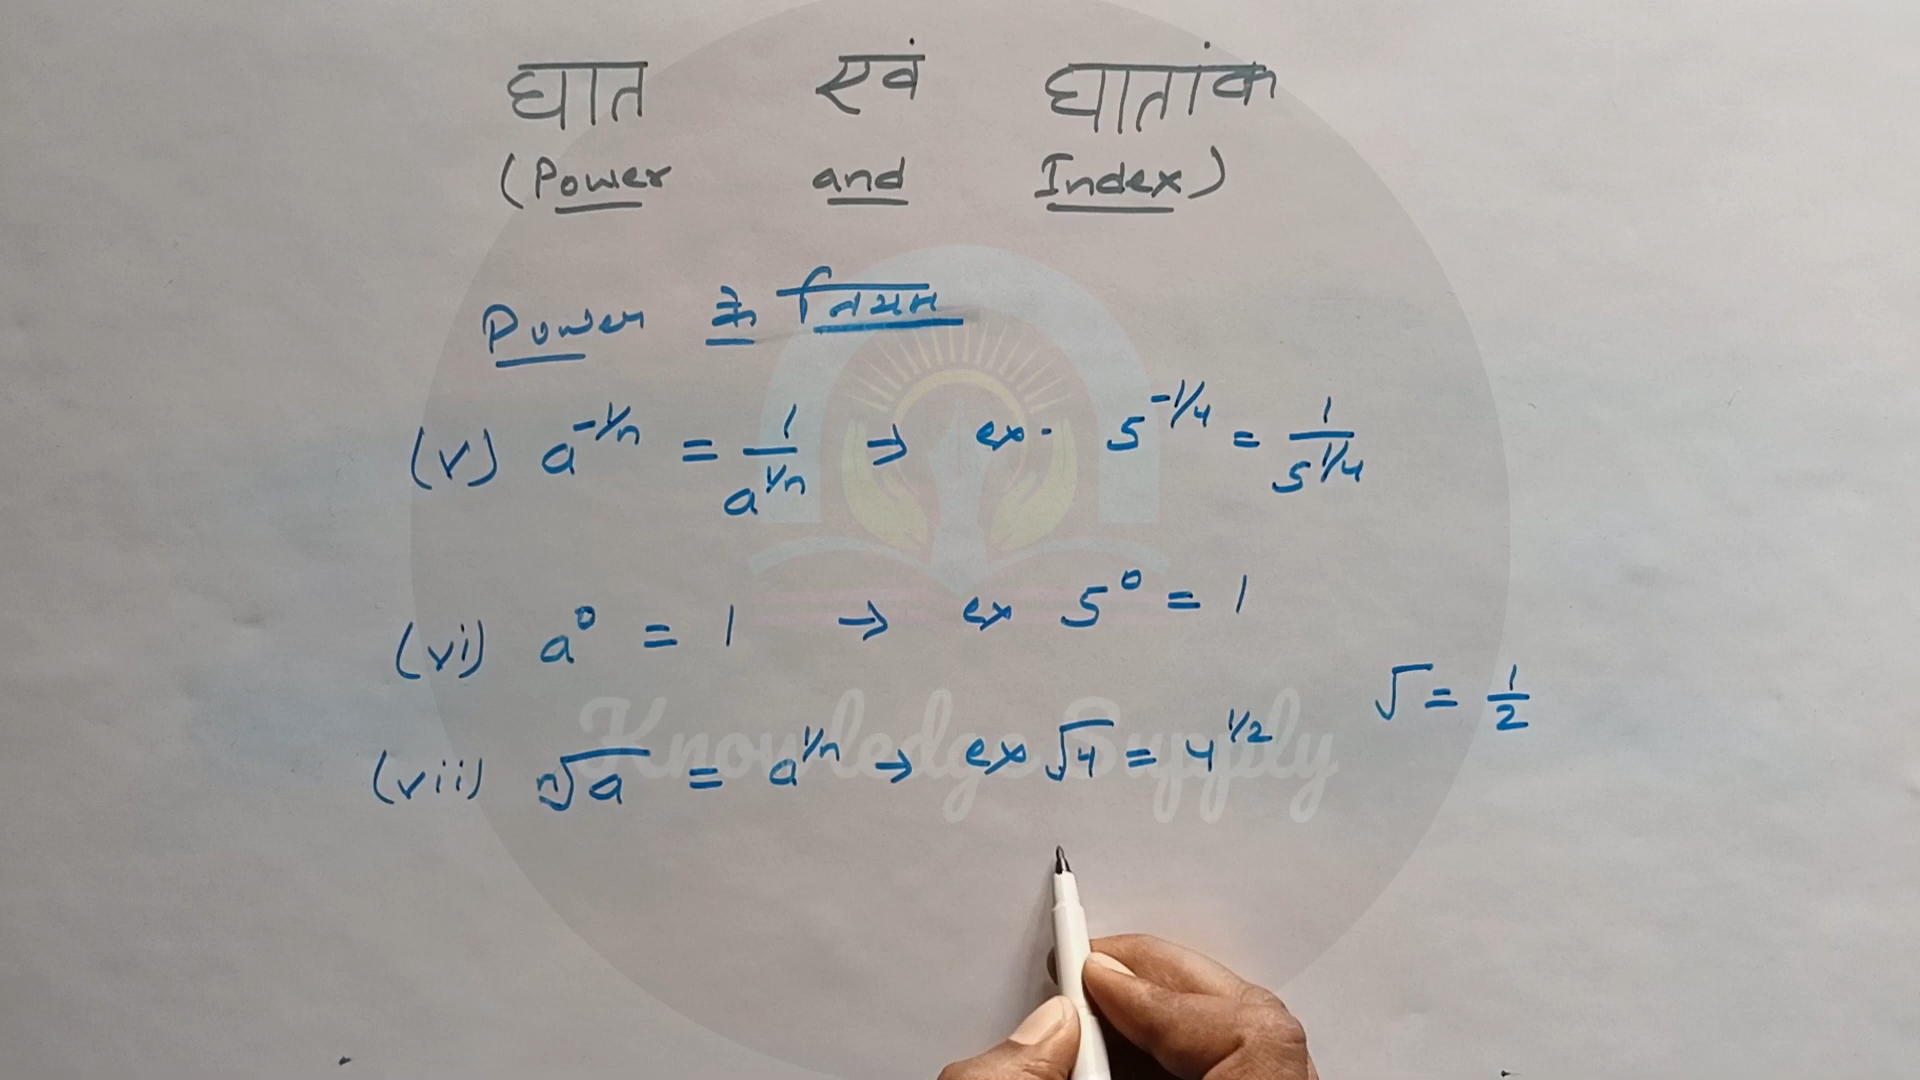 घात एवं घातांक
(Power and Index)
Power के नियम
(v) a^-1/n = 1/a^1/n ⇒ ex. 5^-1/4 = 1/5^1/4
(vi) a^0 = 1 → ex 5^0 = 1
√ = 1/2
(vii) ⁿ√a = a^1/n → ex √4 = 4^1/2
Knowledge Supply